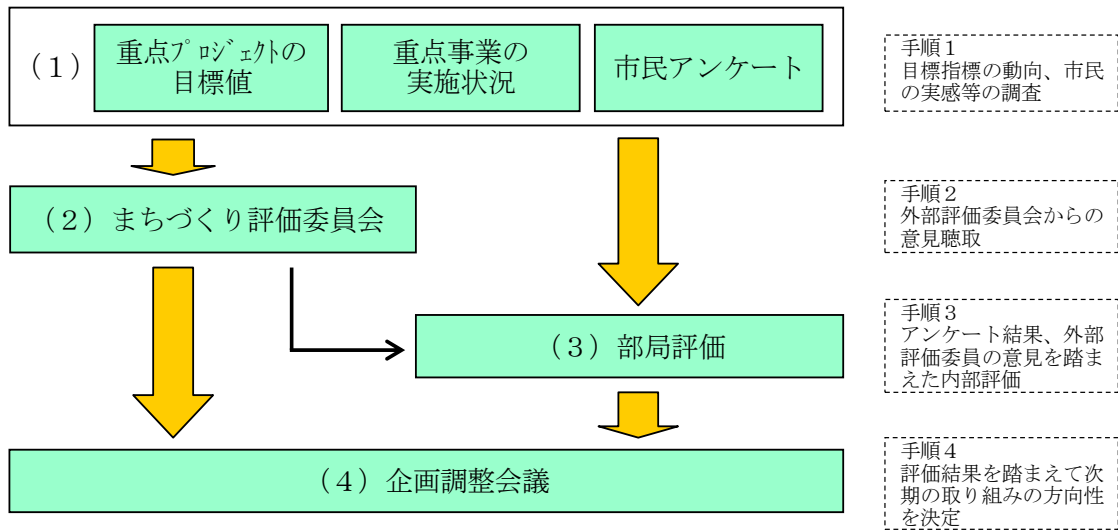 （１）
重点ﾌﾟﾛｼﾞｪｸﾄの
目標値
重点事業の
実施状況
市民アンケート
手順１
目標指標の動向、市民
の実感等の調査
（２）まちづくり評価委員会
手順２
外部評価委員会からの
意見聴取
（３）部局評価
手順３
アンケート結果、外部
評価委員の意見を踏ま
えた内部評価
（４）企画調整会議
手順４
評価結果を踏まえて次
期の取り組みの方向性
を決定